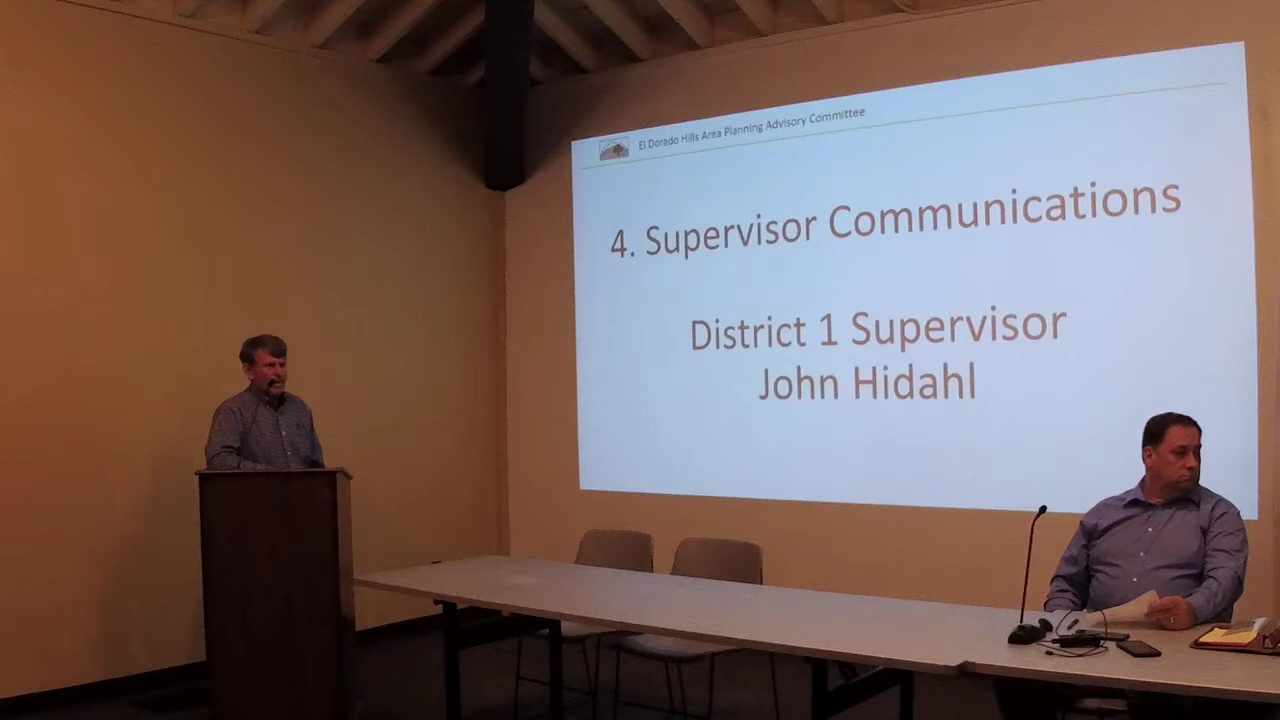 El Dorado Hills Area Planning Advisory Committee
4. Supervisor Communications
District 1 Supervisor
John Hidahl